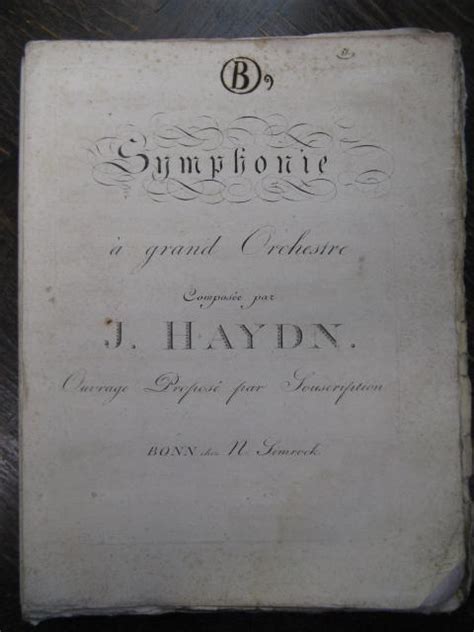 B,
Symphonie
à grand Orchestre
Composée par
J. HAYDN.
Ouvrage Proposé par Souscription
BONN chez N. Simrock.